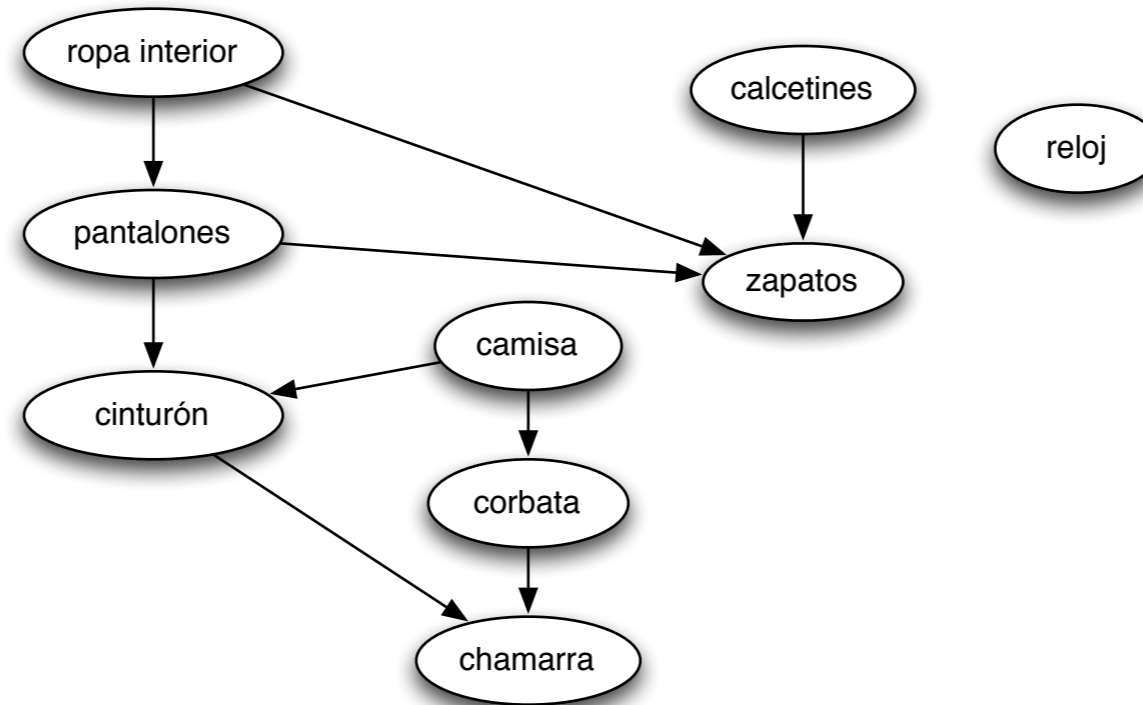 ropa interior
calcetines
reloj
pantalones
zapatos
camisa
cinturón
corbata
chamarra